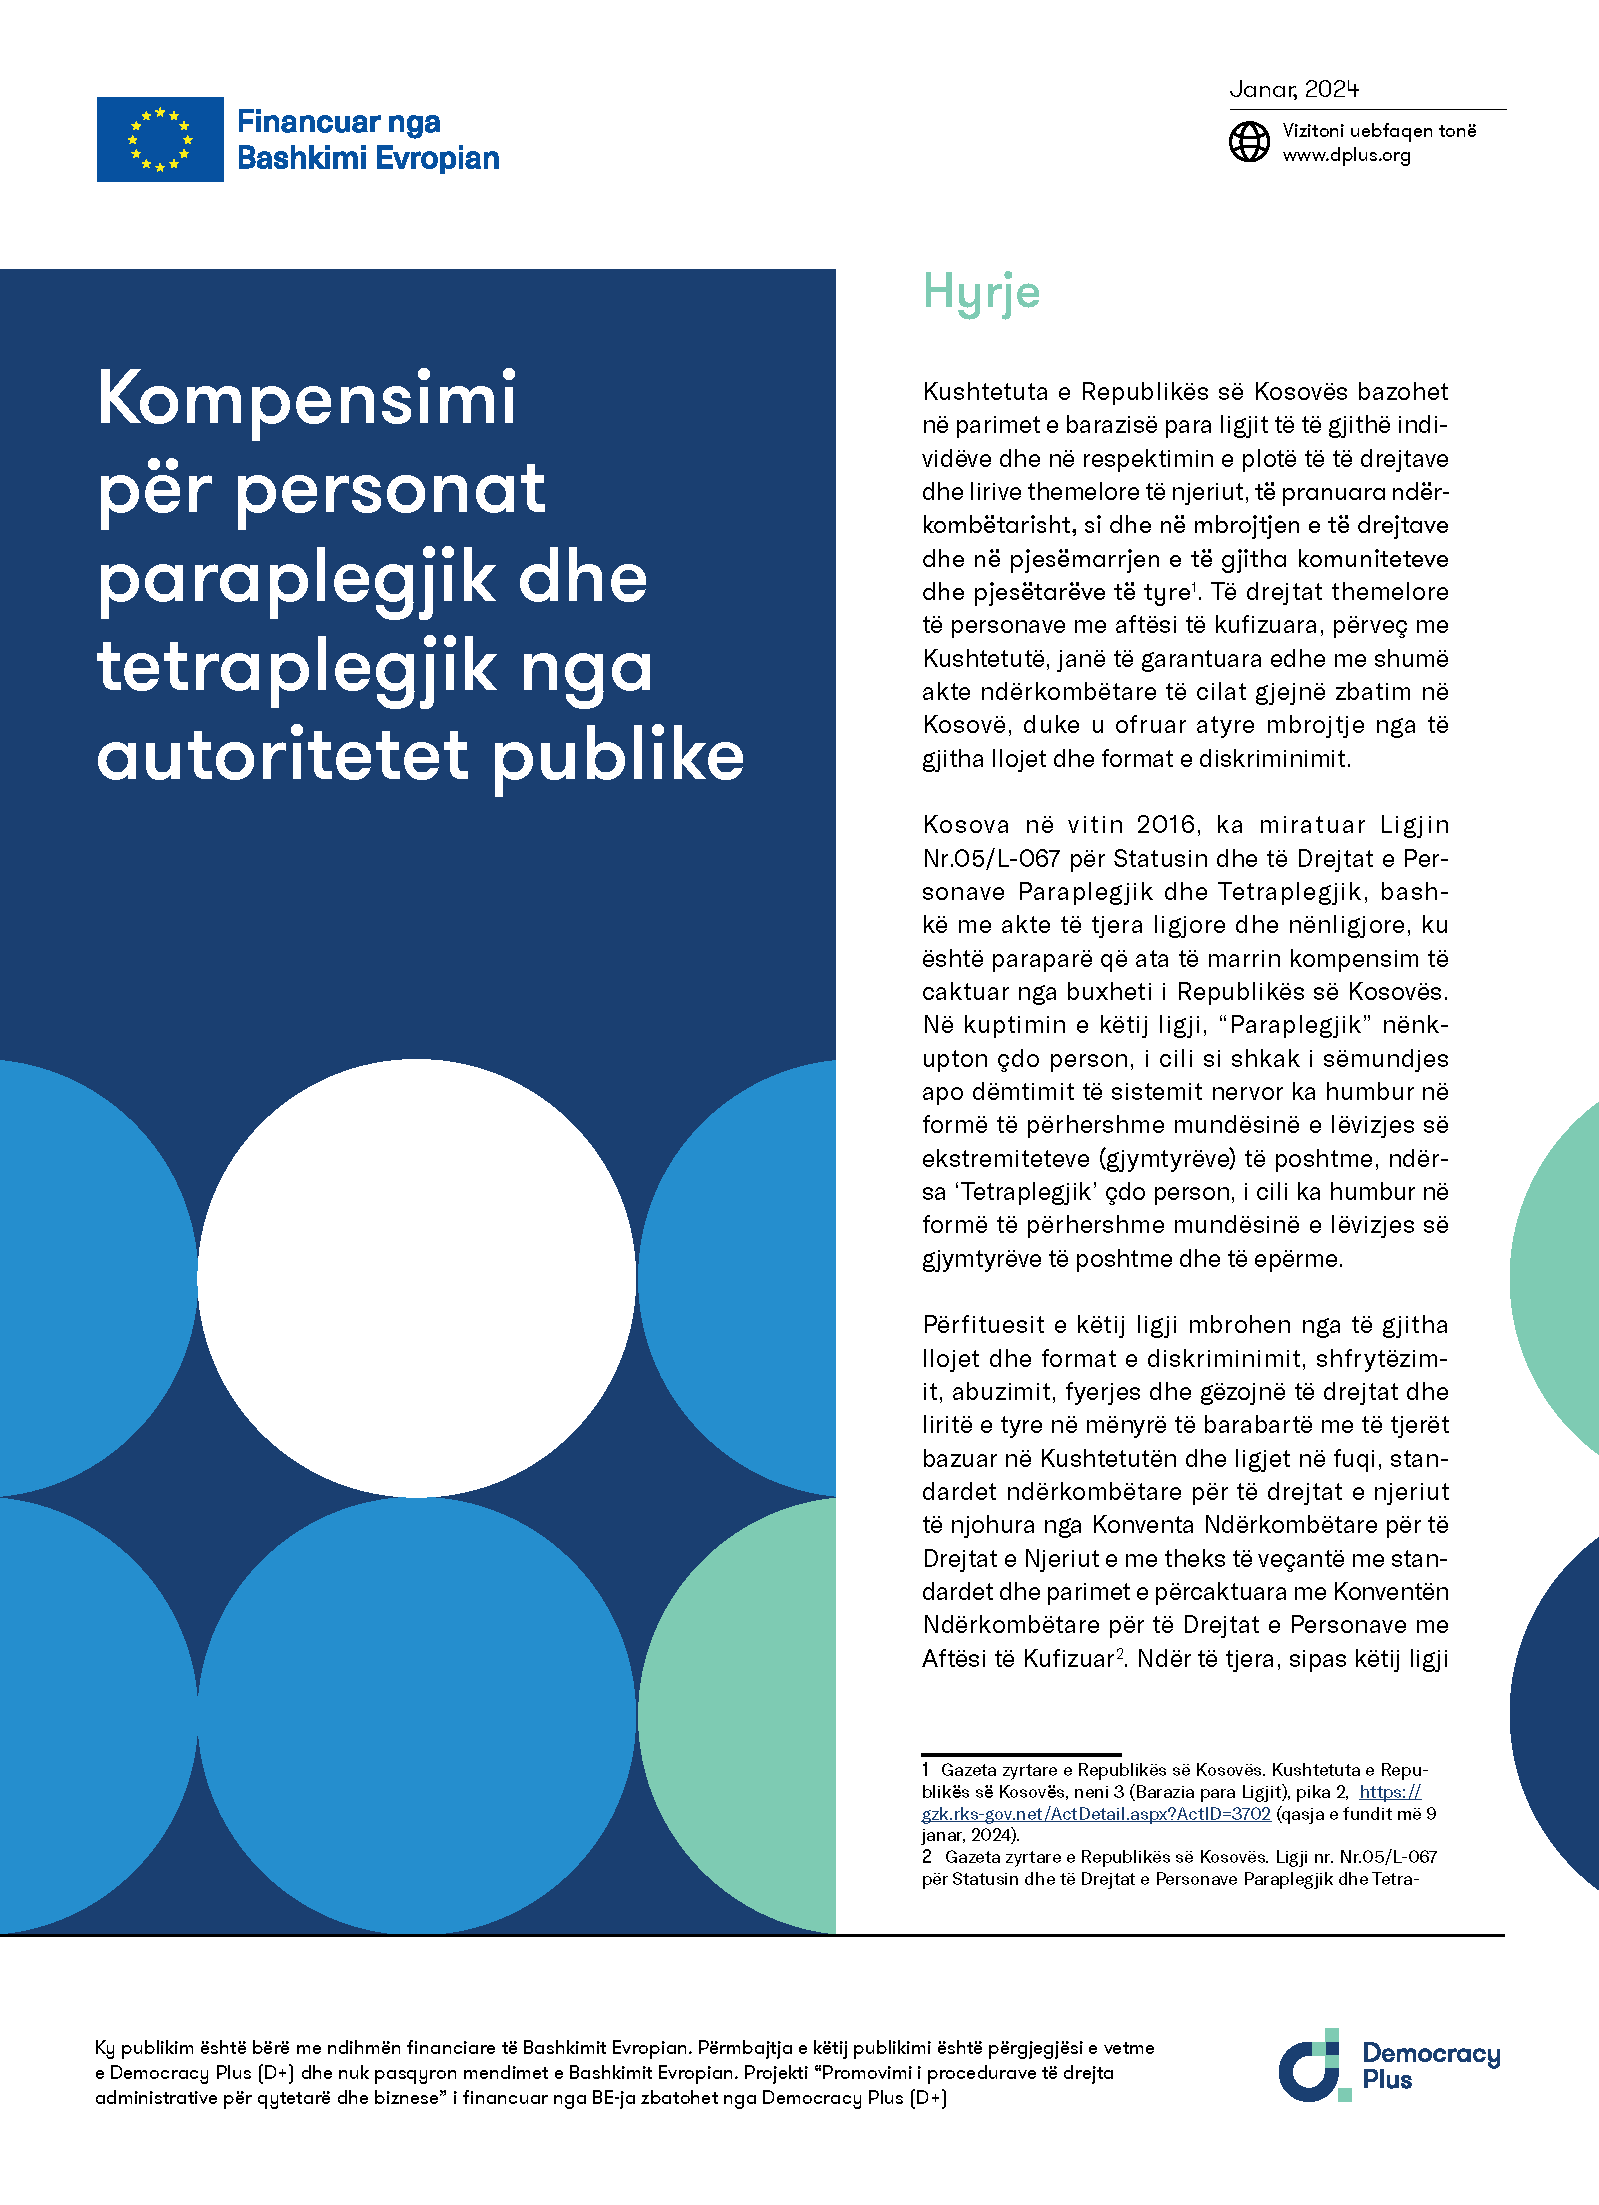 Financuar nga
Bashkimi Evropian
Janar, 2024
Vizitoni uebfaqen tonë
www.dplus.org
Kompensimi
për personat
paraplegjik dhe
tetraplegjik nga
autoritetet publike
Hyrje
Kushtetuta e Republikës së Kosovës bazohet
në parimet e barazisë para ligjit të të gjithë indi-
vidëve dhe në respektimin e plotë të të drejtave
dhe lirive themelore të njeriut, të pranuara ndër-
kombëtarisht, si dhe në mbrojtjen e të drejtave
dhe në pjesëmarrjen e të gjitha komuniteteve
dhe pjesëtarëve të tyre1. Të drejtat themelore
të personave me aftësi të kufizuara, përveç me
Kushtetutë, janë të garantuara edhe me shumë
akte ndërkombëtare të cilat gjejnë zbatim në
Kosovë, duke u ofruar atyre mbrojtje nga të
gjitha llojet dhe format e diskriminimit.
Kosova në vitin 2016, ka miratuar Ligjin
Nr.05/L-067 për Statusin dhe të Drejtat e Per-
sonave Paraplegjik dhe Tetraplegjik, bash-
kë me akte të tjera ligjore dhe nënligjore, ku
është paraparë që ata të marrin kompensim të
caktuar nga buxheti i Republikës së Kosovës.
Në kuptimin e këtij ligji, “Paraplegjik” nënk-
upton çdo person, i cili si shkak i sëmundjes
apo dëmtimit të sistemit nervor ka humbur në
formë të përhershme mundësinë e lëvizjes së
ekstremiteteve (gjymtyrëve) të poshtme, ndër-
sa ‘Tetraplegjik’ çdo person, i cili ka humbur në
formë të përhershme mundësinë e lëvizjes së
gjymtyrëve të poshtme dhe të epërme.
Përfituesit e këtij ligji mbrohen nga të gjitha
llojet dhe format e diskriminimit, shfrytëzim-
it, abuzimit, fyerjes dhe gëzojnë të drejtat dhe
liritë e tyre në mënyrë të barabartë me të tjerët
bazuar në Kushtetutën dhe ligjet në fuqi, stan-
dardet ndërkombëtare për të drejtat e njeriut
të njohura nga Konventa Ndërkombëtare për të
Drejtat e Njeriut e me theks të veçantë me stan-
dardet dhe parimet e përcaktuara me Konventën
Ndërkombëtare për të Drejtat e Personave me
Aftësi të Kufizuar2. Ndër të tjera, sipas këtij ligji
1 Gazeta zyrtare e Republikës së Kosovës. Kushtetuta e Repu-
blikës së Kosovës, neni 3 (Barazia para Ligjit), pika 2, https://
gzk.rks-gov.net/ActDetail.aspx?ActID=3702 (qasja e fundit më 9
janar, 2024).
2 Gazeta zyrtare e Republikës së Kosovës. Ligji nr. Nr.05/L-067
për Statusin dhe të Drejtat e Personave Paraplegjik dhe Tetra-
Ky publikim është bërë me ndihmën financiare të Bashkimit Evropian. Përmbajtja e këtij publikimi është përgjegjësi e vetme
e Democracy Plus (D+) dhe nuk pasqyron mendimet e Bashkimit Evropian. Projekti “Promovimi i procedurave të drejta
administrative për qytetarë dhe biznese” i financuar nga BE-ja zbatohet nga Democracy Plus (D+)
Democracy
Plus